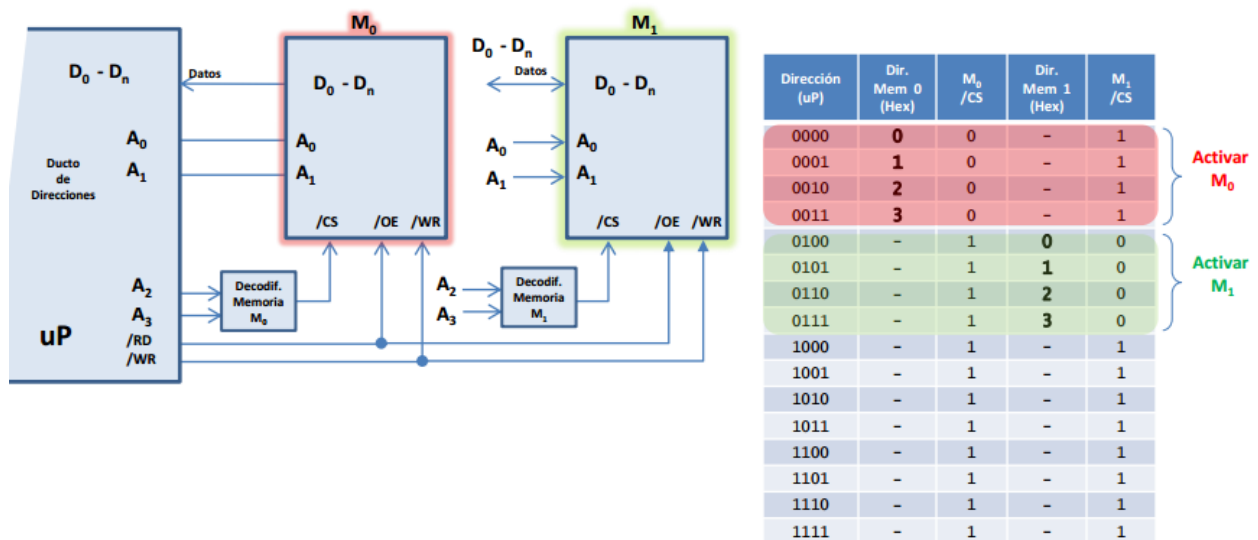 M0
D0 - Dn
Datos
D0 - Dn
A0
A0
Ducto
de
Direcciones
A1
A1
/CS
/OE
/WR
A2
A3
Decodif.
Memoria
M0
uP
/RD
/WR
M1
D0 - Dn
Datos
D0 - Dn
A0
A0
A1
A1
/CS
/OE
/WR
A2
A3
Decodif.
Memoria
M1
Dirección (uP) Dir. Mem 0 (Hex) M0 /CS Dir. Mem 1 (Hex) M1 /CS
0000 0 0 – 1
0001 1 0 – 1
0010 2 0 – 1
0011 3 0 – 1
Activar
M0
0100 – 1 0 0
0101 – 1 1 0
0110 – 1 2 0
0111 – 1 3 0
Activar
M1
1000 – 1 – 1
1001 – 1 – 1
1010 – 1 – 1
1011 – 1 – 1
1100 – 1 – 1
1101 – 1 – 1
1110 – 1 – 1
1111 – 1 – 1